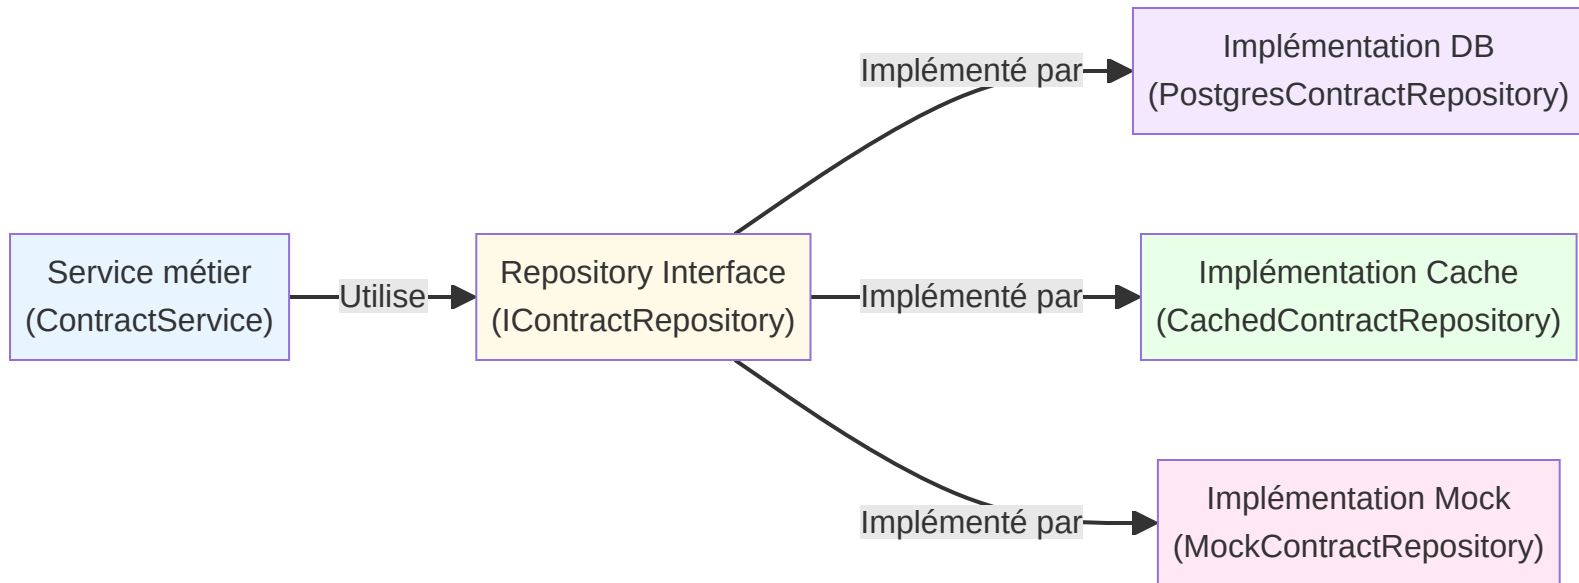 Service métier
(ContractService)
Utilise
Repository Interface
(IContractRepository)
Implémenté par
Implémentation DB
(PostgresContractRepository)
Implémenté par
Implémentation Cache
(CachedContractRepository)
Implémenté par
Implémentation Mock
(MockContractRepository)